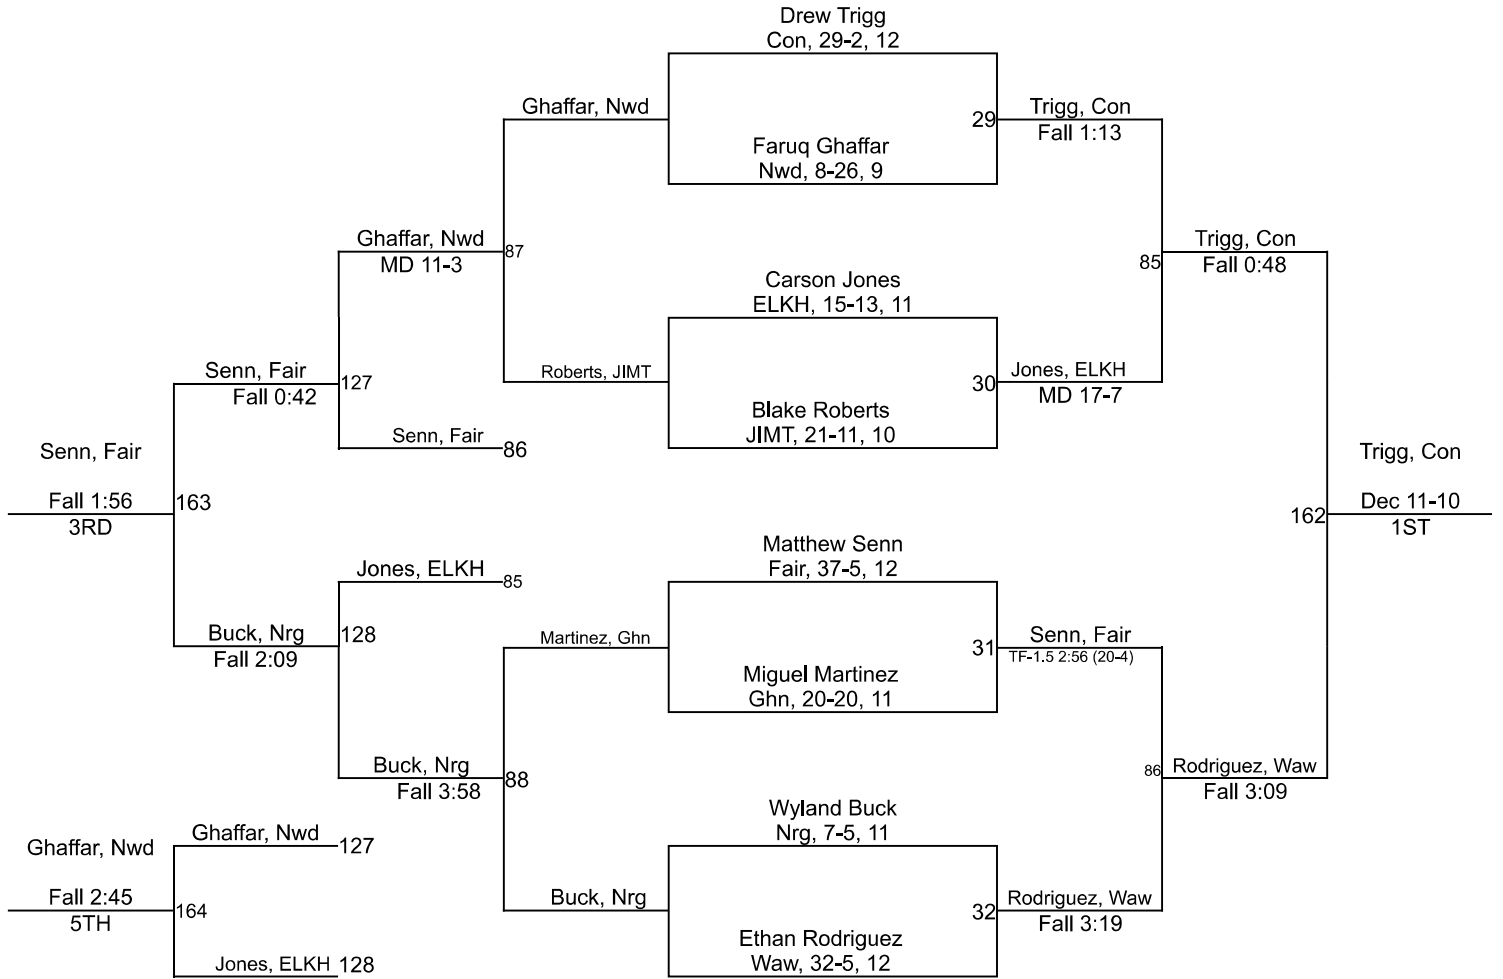 Drew Trigg
Con, 29-2, 12
Ghaffar, Nwd
29
Trigg, Con
Fall 1:13
Faruq Ghaffar
Nwd, 8-26, 9
Ghaffar, Nwd
MD 11-3
87
Trigg, Con
Fall 0:48
85
Carson Jones
ELKH, 15-13, 11
Senn, Fair
Fall 0:42
127
Roberts, JIMT
30
Jones, ELKH
MD 17-7
Blake Roberts
JIMT, 21-11, 10
Senn, Fair
86
Senn, Fair
Fall 1:56
3RD
163
Trigg, Con
162
Dec 11-10
1ST
Matthew Senn
Fair, 37-5, 12
Jones, ELKH
85
Buck, Nrg
Fall 2:09
128
Martinez, Ghn
31
Senn, Fair
TF-1.5 2:56 (20-4)
Miguel Martinez
Ghn, 20-20, 11
Buck, Nrg
Fall 3:58
88
86
Rodriguez, Waw
Fall 3:09
Wyland Buck
Nrg, 7-5, 11
Ghaffar, Nwd
127
Ghaffar, Nwd
Fall 2:45
5TH
164
Buck, Nrg
32
Rodriguez, Waw
Fall 3:19
Ethan Rodriguez
Waw, 32-5, 12
Jones, ELKH
128